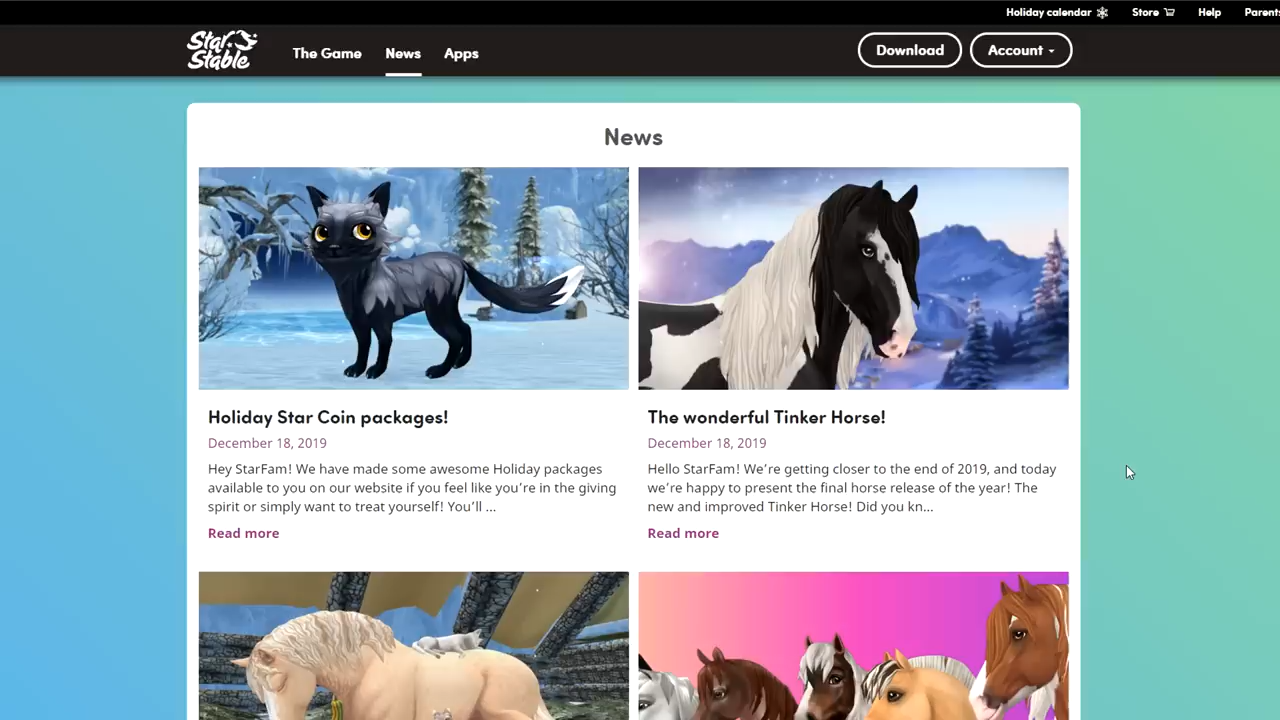 Holiday calendar Store Help Parents
Star Stable
The Game News Apps Download Account
News
Holiday Star Coin packages!
December 18, 2019
Hey StarFam! We have made some awesome Holiday packages
available to you on our website if you feel like you're in the giving
spirit or simply want to treat yourself! You'll ...
Read more
The wonderful Tinker Horse!
December 18, 2019
Hello StarFam! We're getting closer to the end of 2019, and today
we're happy to present the final horse release of the year! The
new and improved Tinker Horse! Did you kn...
Read more